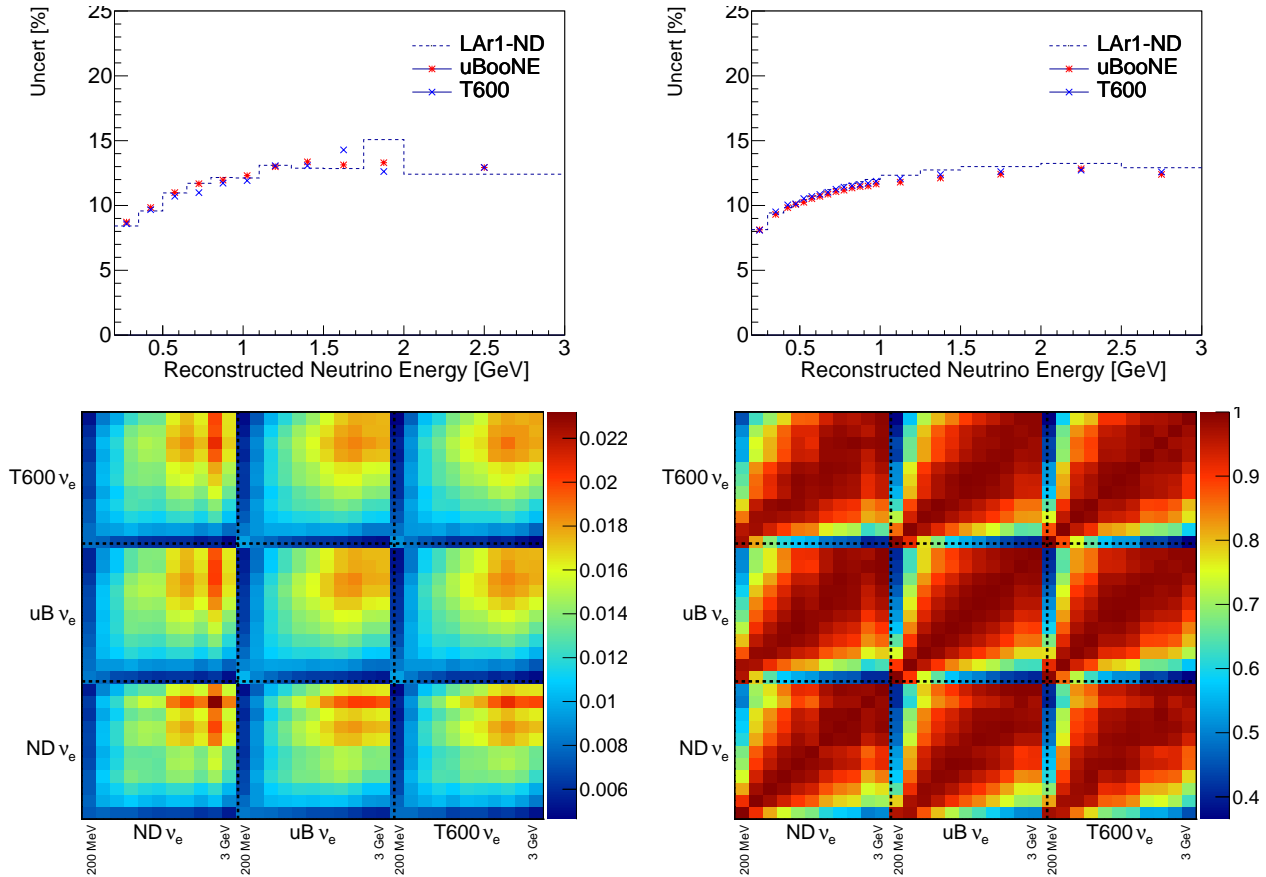 Uncert [%]
25
20
15
10
5
0
LAr1-ND
uBooNE
T600
0.5 1 1.5 2 2.5 3
Reconstructed Neutrino Energy [GeV]
Uncert [%]
25
20
15
10
5
0
LAr1-ND
uBooNE
T600
0.5 1 1.5 2 2.5 3
Reconstructed Neutrino Energy [GeV]
T600 νe
uB νe
ND νe
0.022
0.02
0.018
0.016
0.014
0.012
0.01
0.008
0.006
200 MeV ND νe 3 GeV 200 MeV uB νe 3 GeV 200 MeV T600 νe 3 GeV
T600 νe
uB νe
ND νe
1
0.9
0.8
0.7
0.6
0.5
0.4
200 MeV ND νe 3 GeV 200 MeV uB νe 3 GeV 200 MeV T600 νe 3 GeV